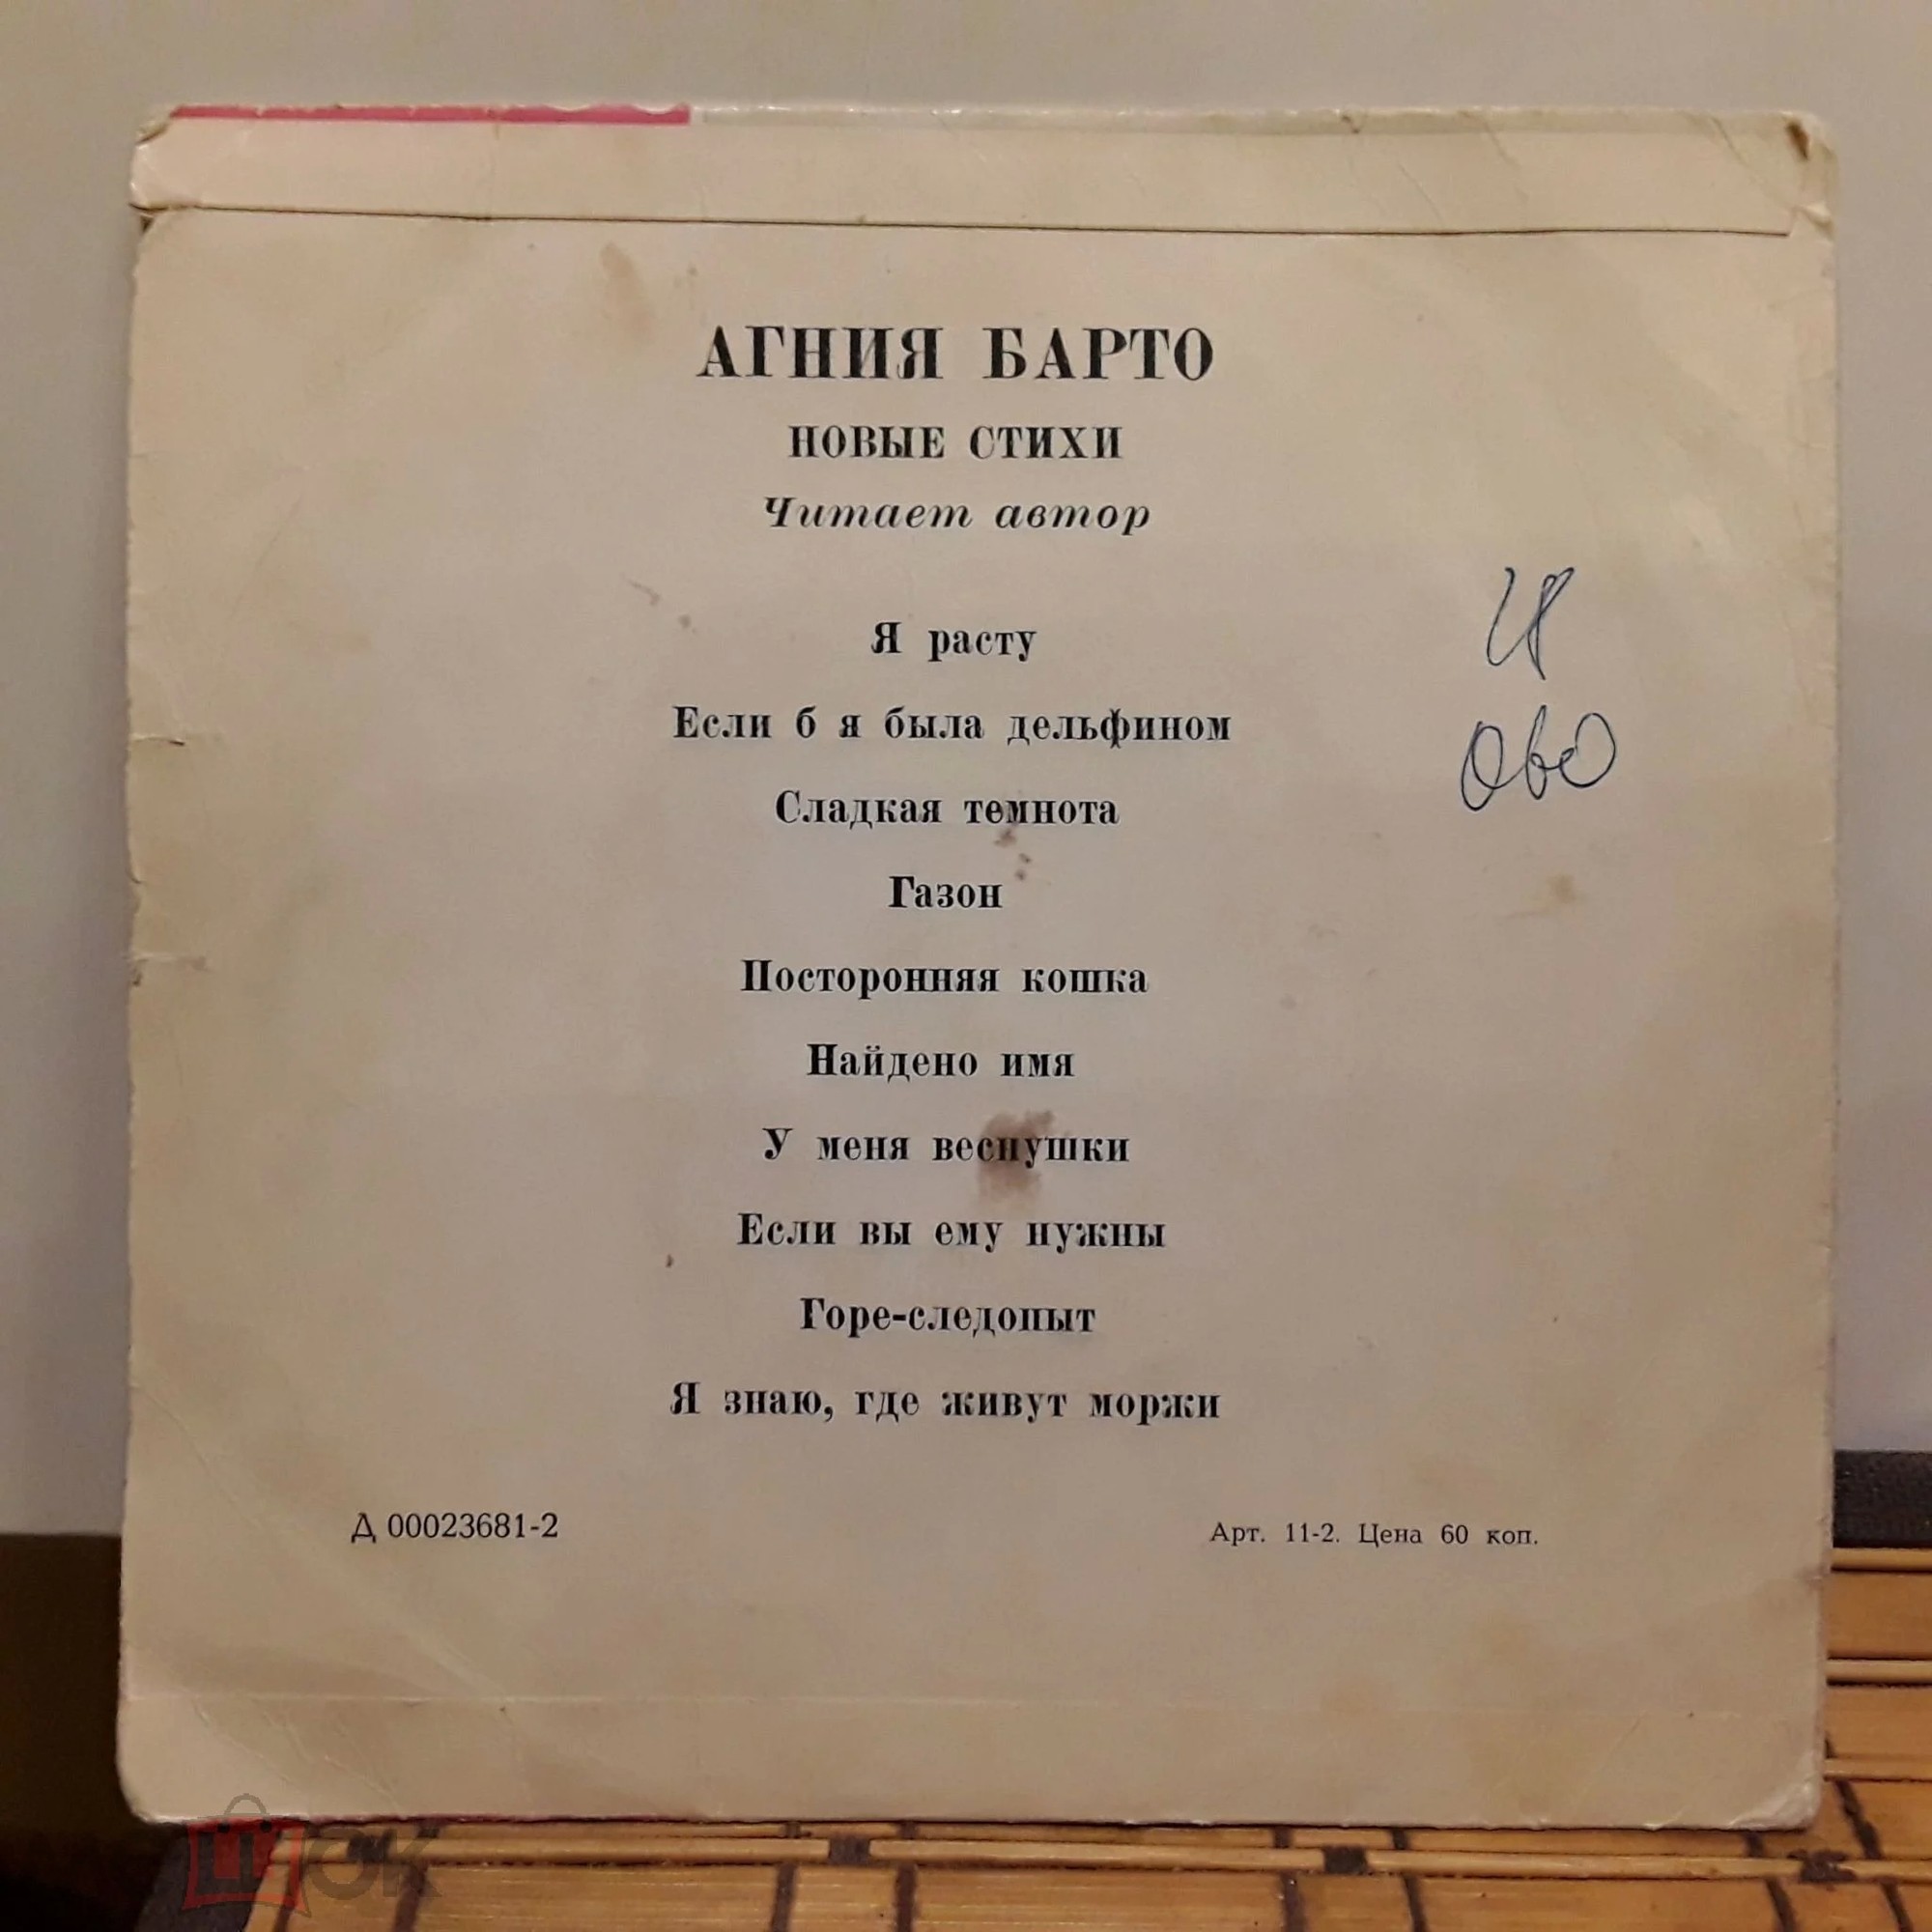 АГНИЯ БАРТО
НОВЫЕ СТИХИ
Читает автор
Я расту
Если б я была дельфином
Сладкая темнота
Газон
Посторонняя кошка
Найдено имя
У меня веснушки
Если вы ему нужны
Горе-следопыт
Я знаю, где живут моржи
Д 00023681-2
Арт. 11-2. Цена 60 коп.